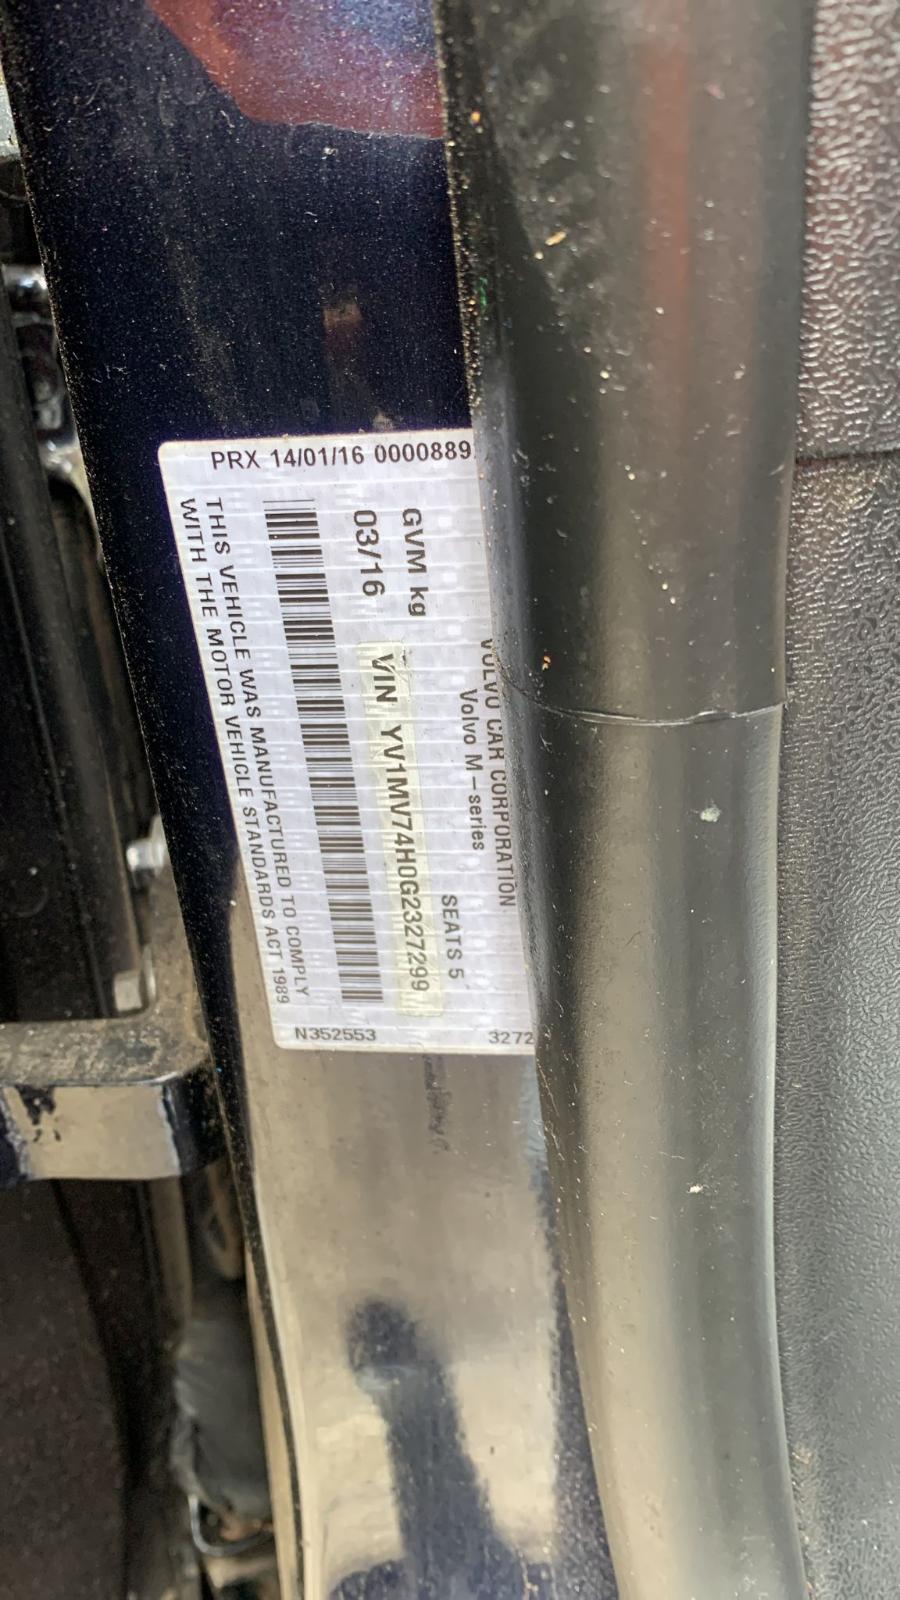 PRX 14/01/16 0000889
VOLVO CAR CORPORATION
Volvo M-series
GVM kg
SEATS 5
03/16
VIN YV1MV74H0G2327299
THIS VEHICLE WAS MANUFACTURED TO COMPLY
WITH THE MOTOR VEHICLE STANDARDS ACT 1989
N352553
3272